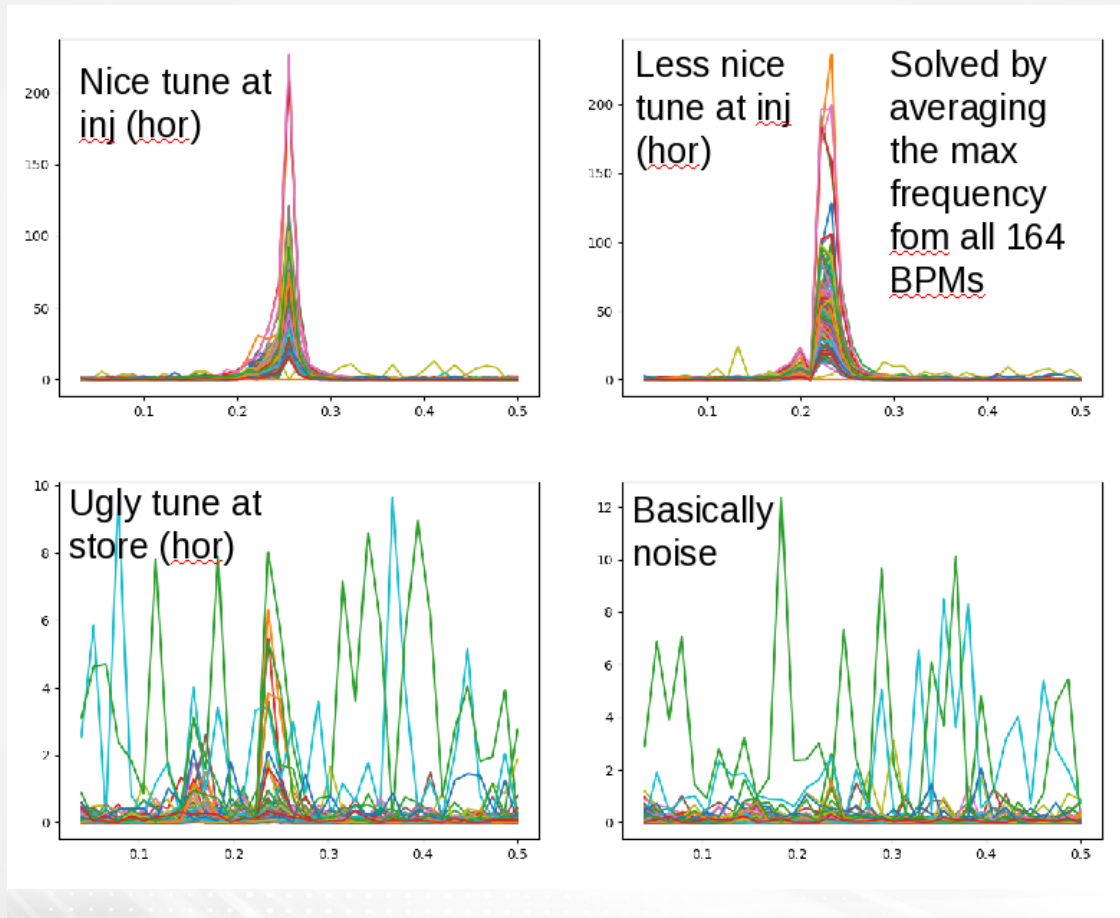 Nice tune at
inj (hor)
200
150
100
50
0
0.1
0.2
0.3
0.4
0.5
Less nice
tune at inj
(hor)
Solved by
averaging
the max
frequency
fom all 164
BPMs
200
150
100
50
0
0.1
0.2
0.3
0.4
0.5
Ugly tune at
store (hor)
10
8
6
4
2
0
0.1
0.2
0.3
0.4
0.5
Basically
noise
12
10
8
6
4
2
0
0.1
0.2
0.3
0.4
0.5